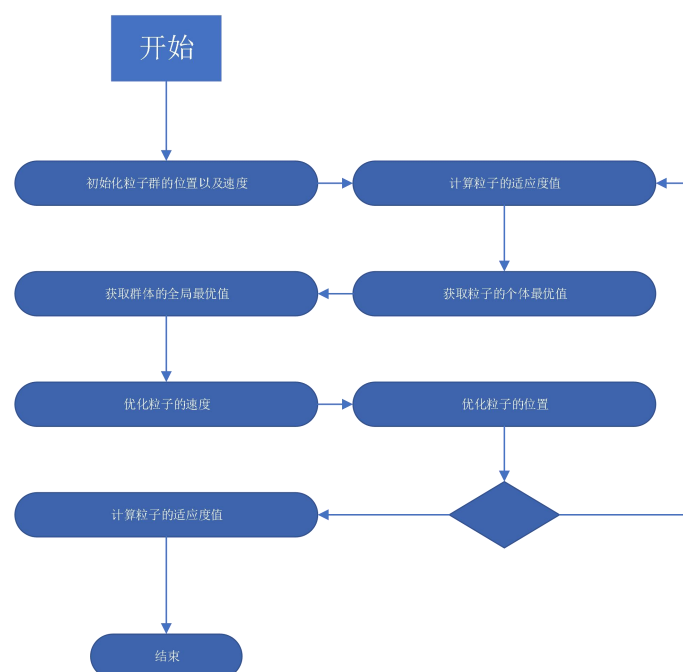 开始
初始化粒子群的位置以及速度
计算粒子的适应度值
获取群体的全局最优值
获取粒子的个体最优值
优化粒子的速度
优化粒子的位置
计算粒子的适应度值
结束